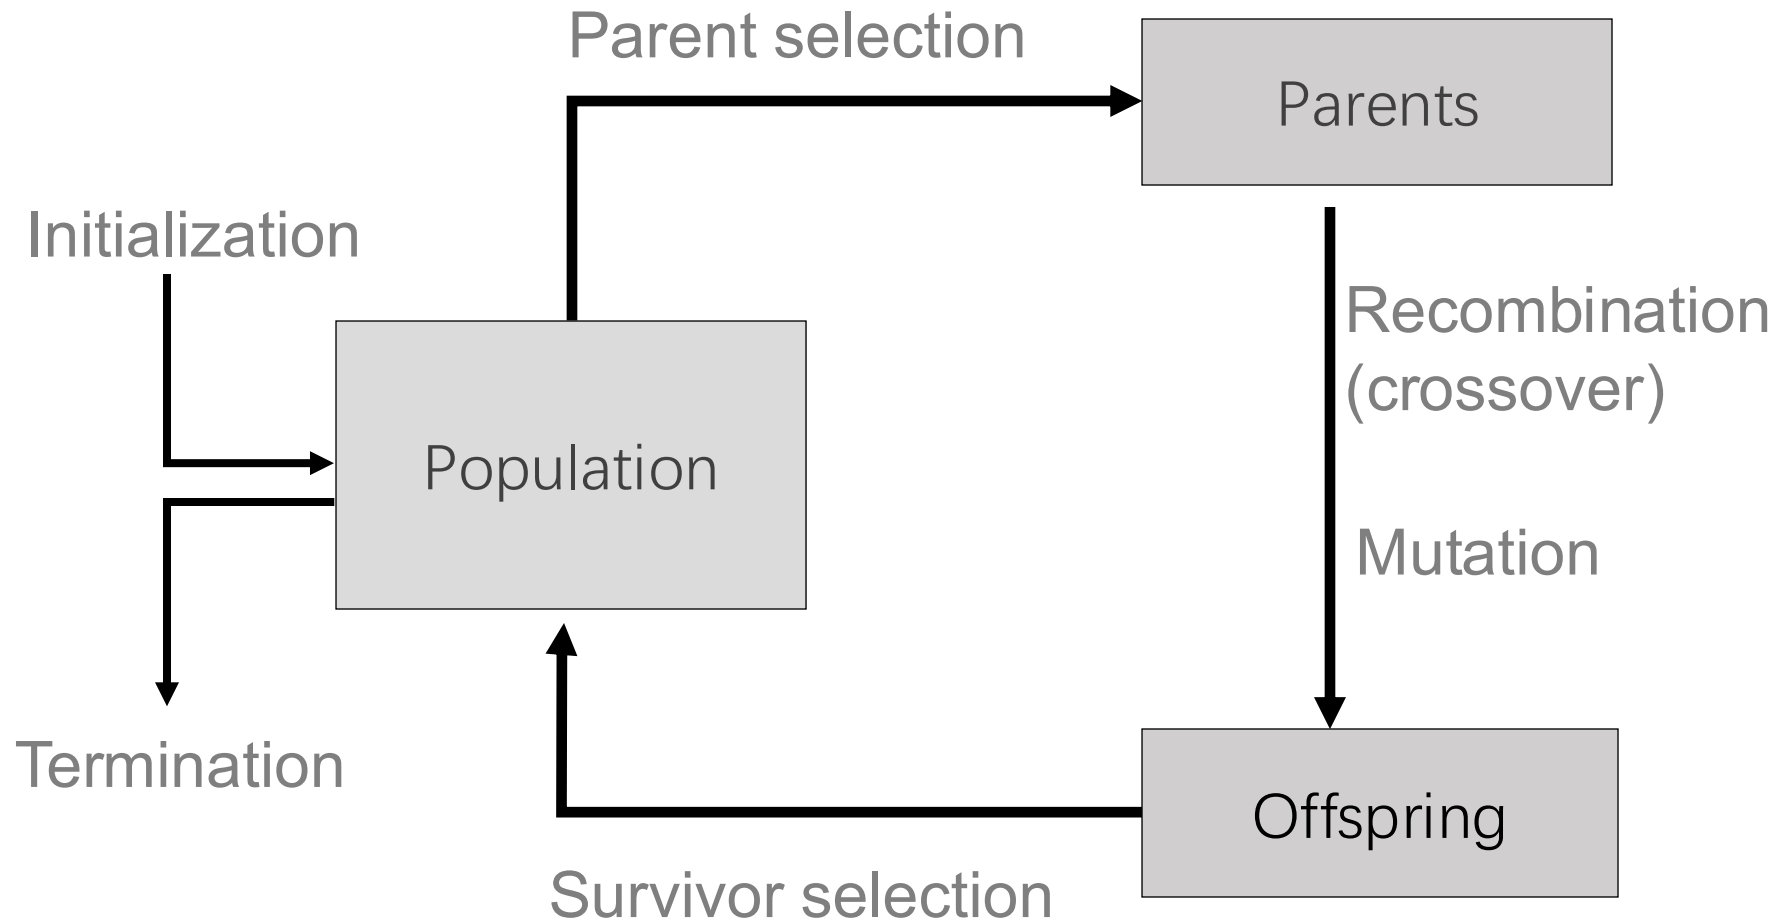 Parent selection
Parents
Initialization
Recombination
(crossover)
Population
Mutation
Termination
Offspring
Survivor selection